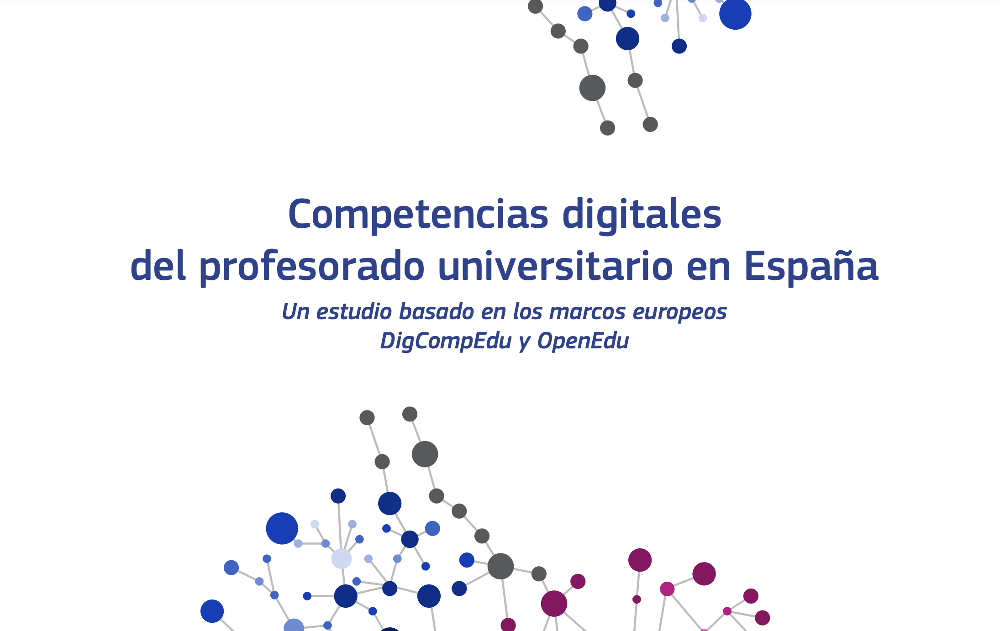 Competencias digitales
del profesorado universitario en España
Un estudio basado en los marcos europeos
DigCompEdu y OpenEdu